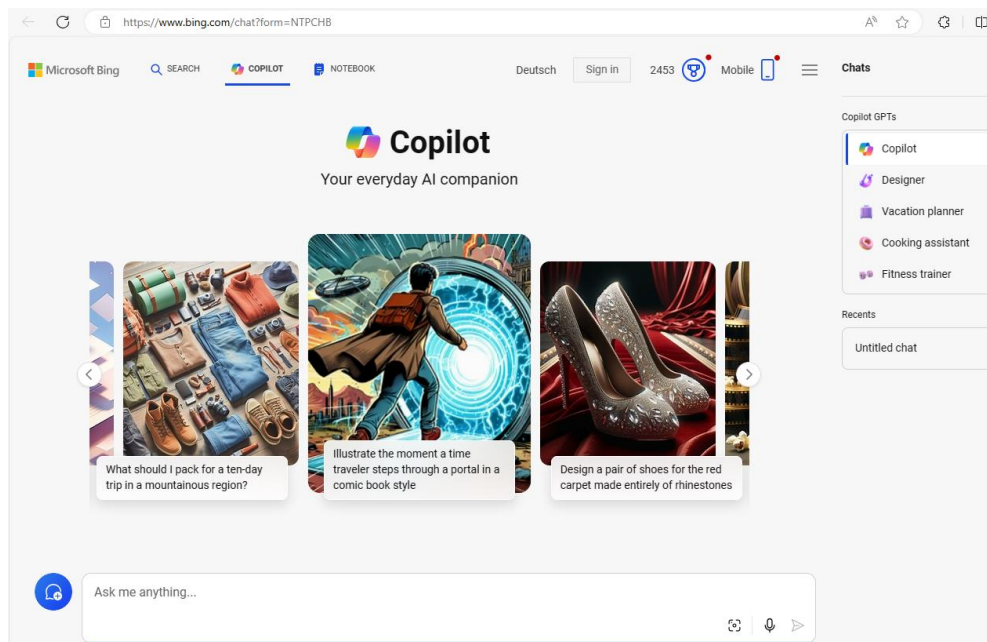 https://www.bing.com/chat?form=NTPCHB
Microsoft Bing
SEARCH
COPILOT
NOTEBOOK
Deutsch
Sign in
2453
Mobile
Chats
Copilot
Your everyday AI companion
What should I pack for a ten-day
trip in a mountainous region?
Illustrate the moment a time
traveler steps through a portal in a
comic book style
Design a pair of shoes for the red
carpet made entirely of rhinestones
Ask me anything...
Copilot GPTs
Copilot
Designer
Vacation planner
Cooking assistant
Fitness trainer
Recents
Untitled chat